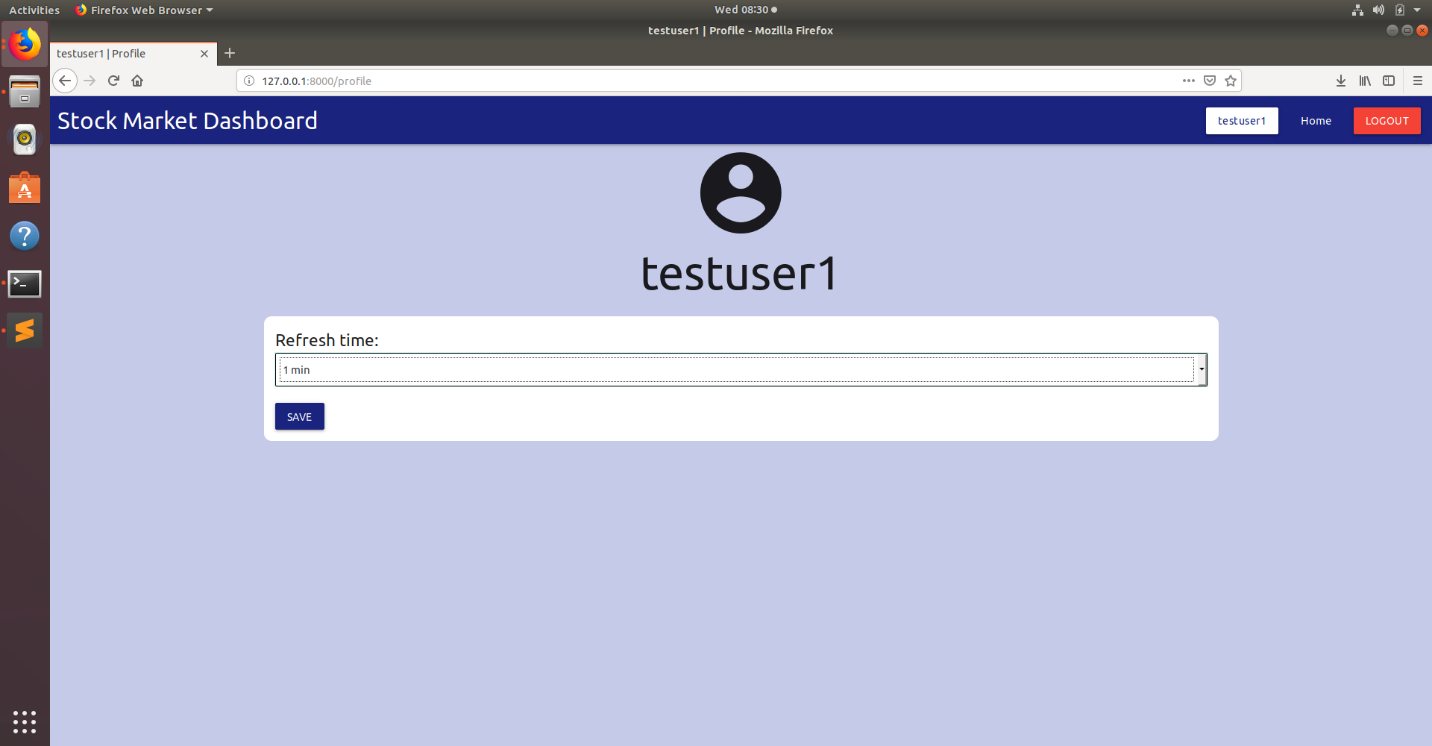 Activities Firefox Web Browser Wed 08:30
testuser1 | Profile - Mozilla Firefox
testuser1 | Profile
127.0.0.1:8000/profile
Stock Market Dashboard testuser1 Home LOGOUT
testuser1
Refresh time:
1 min
SAVE